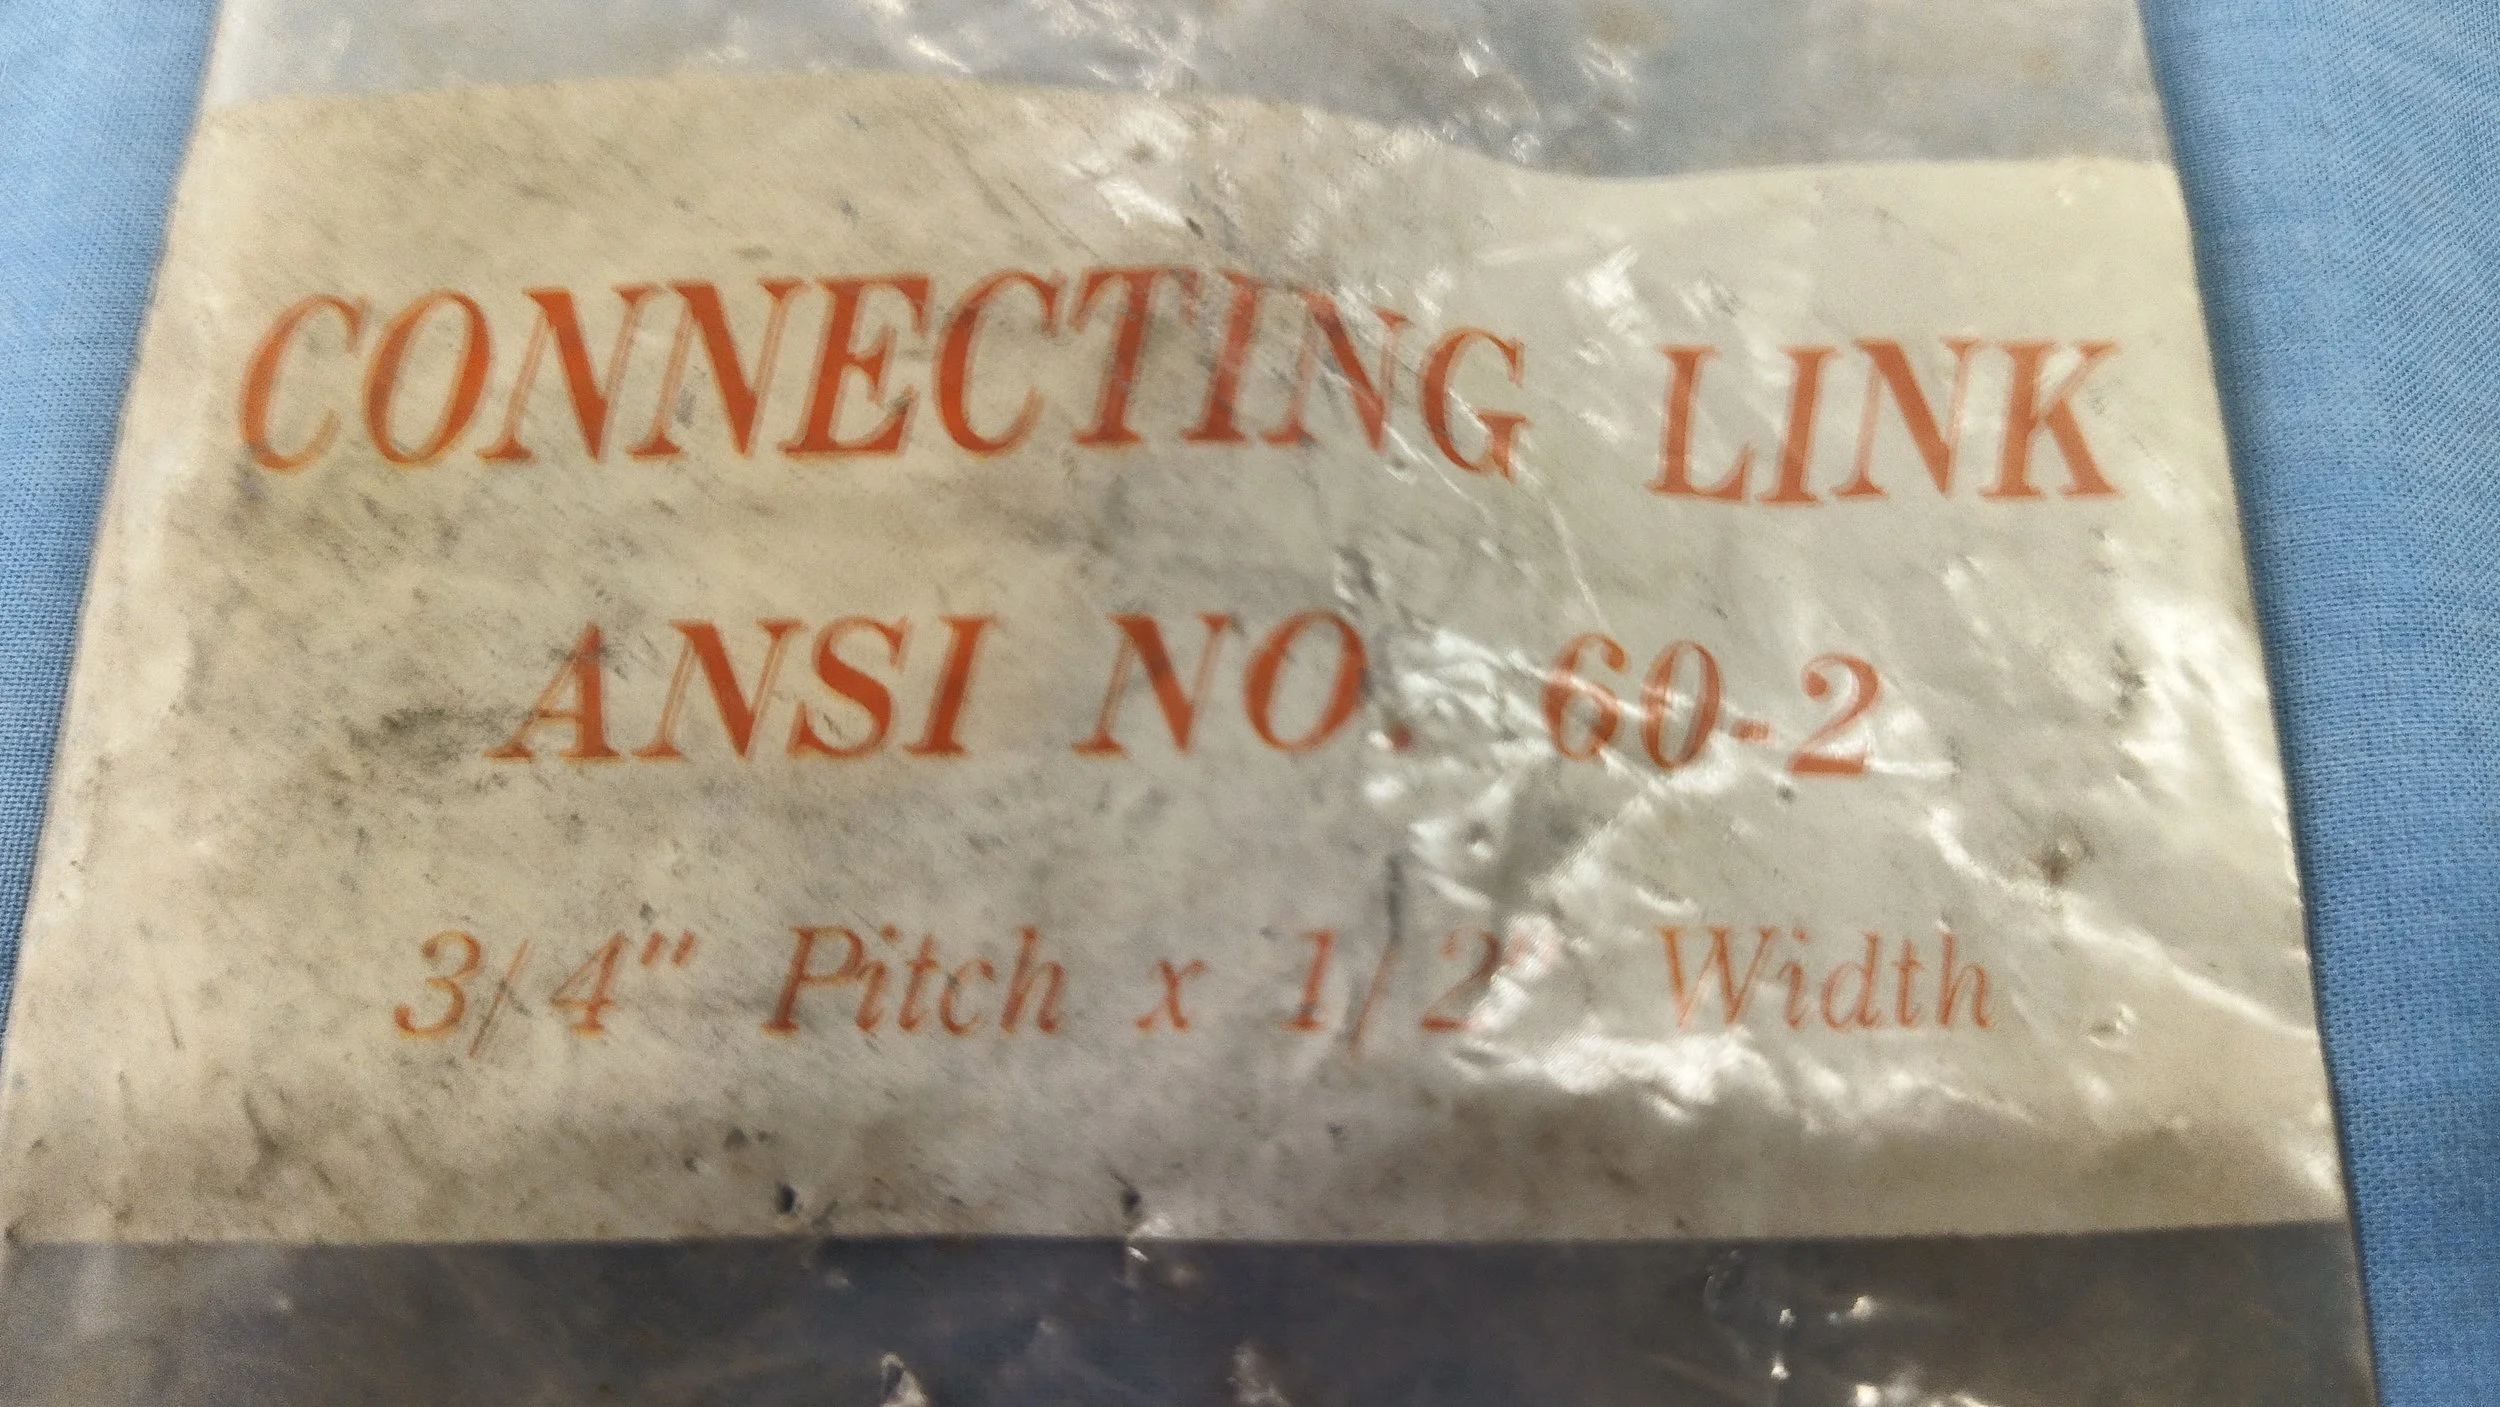 CONNECTING LINK
ANSI NO. 60-2
3/4" Pitch x 1/2" Width